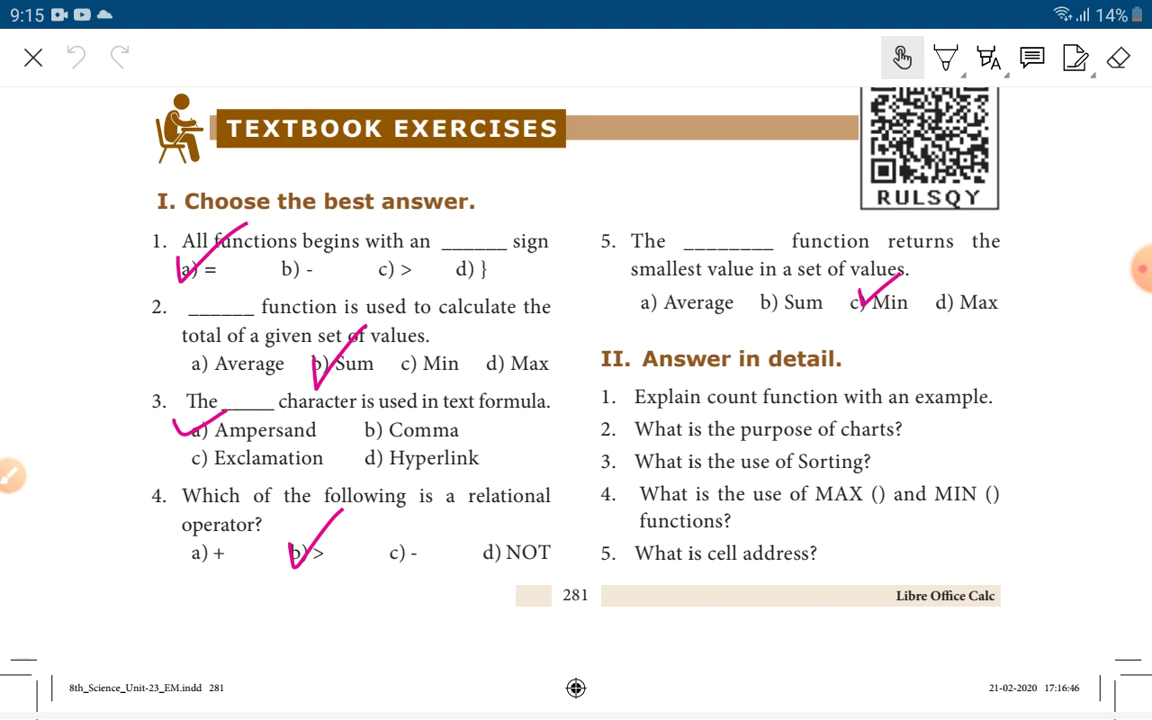 9:15
14%
TEXTBOOK EXERCISES
RULSQY
I. Choose the best answer.
1. All functions begins with an ______ sign
a) = b) - c) > d) }
2. ______ function is used to calculate the
total of a given set of values.
a) Average b) Sum c) Min d) Max
3. The _____ character is used in text formula.
a) Ampersand b) Comma
c) Exclamation d) Hyperlink
4. Which of the following is a relational
operator?
a) + b) > c) - d) NOT
5. The ________ function returns the
smallest value in a set of values.
a) Average b) Sum c) Min d) Max
II. Answer in detail.
1. Explain count function with an example.
2. What is the purpose of charts?
3. What is the use of Sorting?
4. What is the use of MAX () and MIN ()
functions?
5. What is cell address?
281
Libre Office Calc
8th_Science_Unit-23_EM.indd 281
21-02-2020 17:16:46